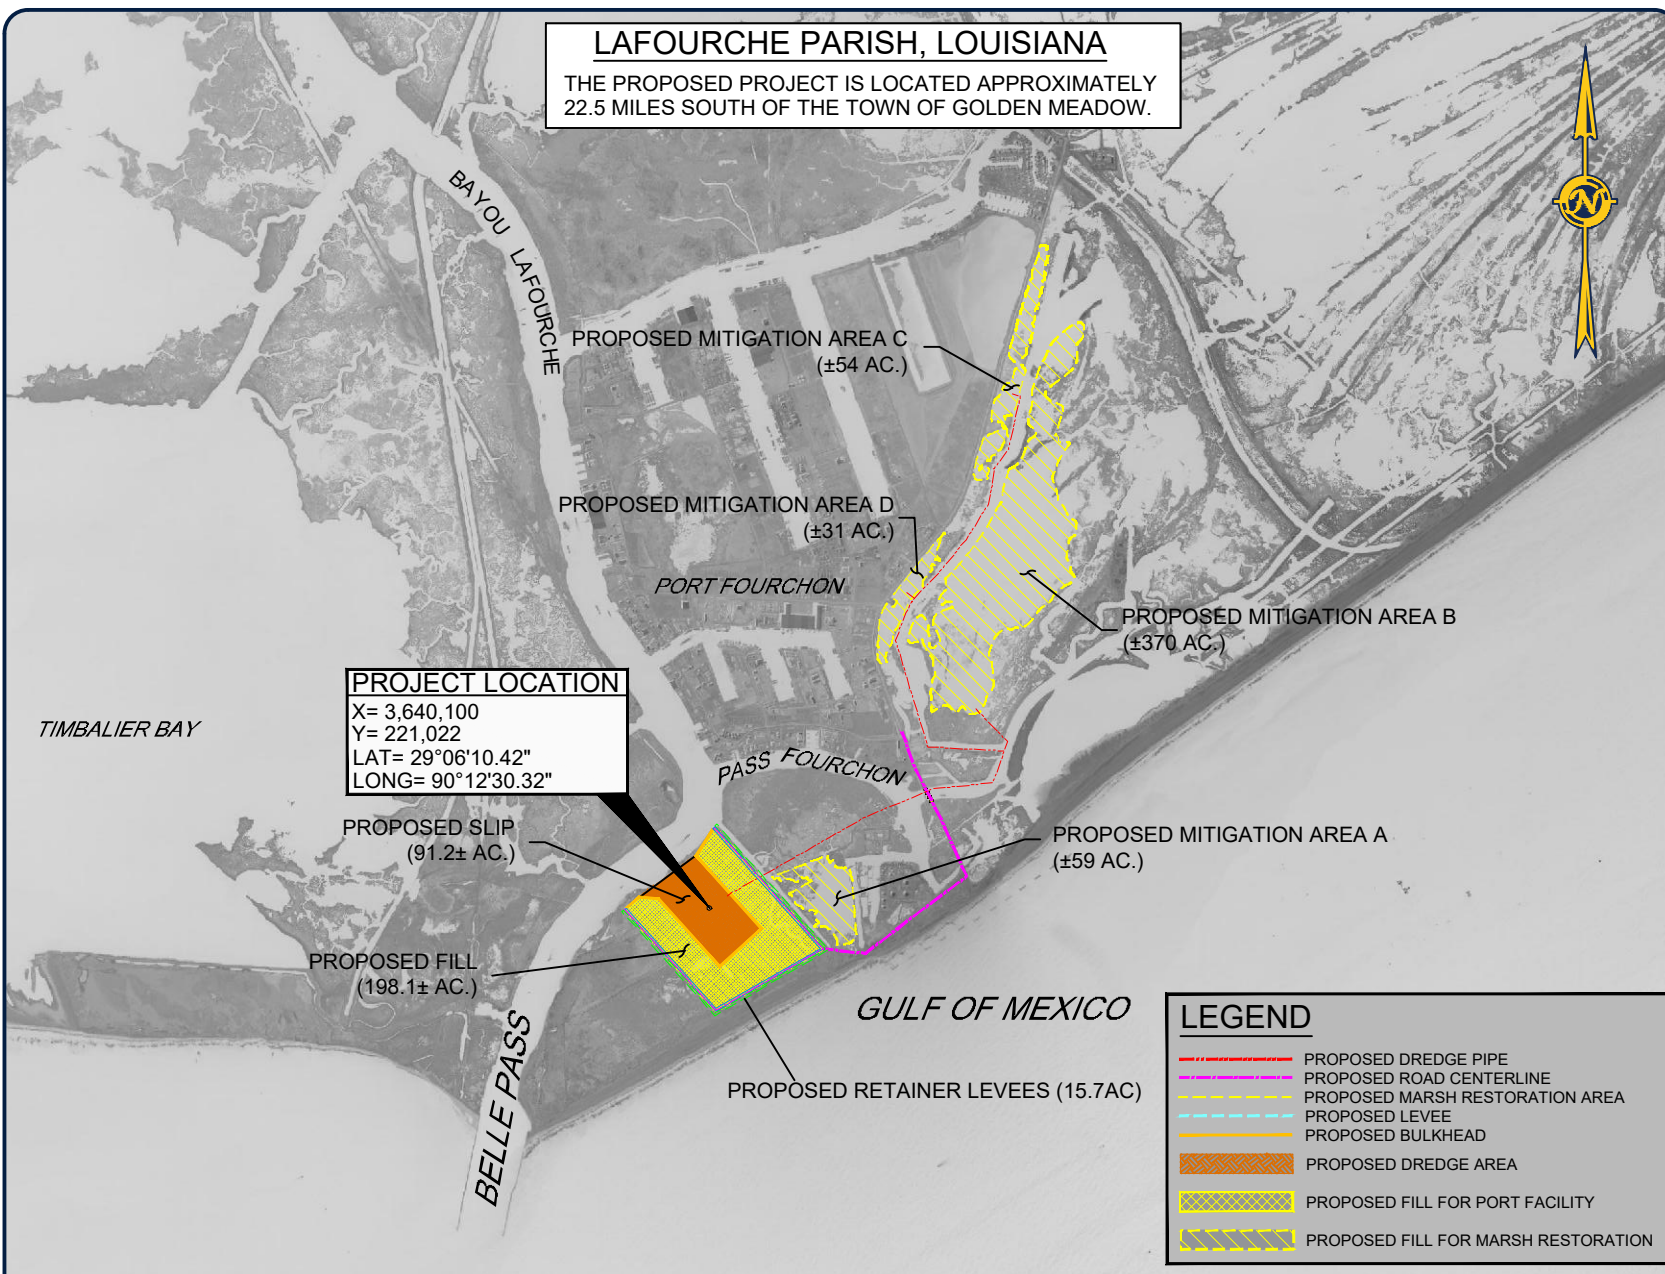 LAFOURCHE PARISH, LOUISIANA
THE PROPOSED PROJECT IS LOCATED APPROXIMATELY
22.5 MILES SOUTH OF THE TOWN OF GOLDEN MEADOW.
N
BAYOU LAFOURCHE
PROPOSED MITIGATION AREA C
(±54 AC.)
PROPOSED MITIGATION AREA D
(±31 AC.)
PORT FOURCHON
PROPOSED MITIGATION AREA B
(±370 AC.)
PROJECT LOCATION
X= 3,640,100
Y= 221,022
LAT= 29°06'10.42"
LONG= 90°12'30.32"
TIMBALIER BAY
PASS FOURCHON
PROPOSED SLIP
(91.2± AC.)
PROPOSED MITIGATION AREA A
(±59 AC.)
PROPOSED FILL
(198.1± AC.)
GULF OF MEXICO
BELLE PASS
PROPOSED RETAINER LEVEES (15.7AC)
LEGEND
PROPOSED DREDGE PIPE
PROPOSED ROAD CENTERLINE
PROPOSED MARSH RESTORATION AREA
PROPOSED LEVEE
PROPOSED BULKHEAD
PROPOSED DREDGE AREA
PROPOSED FILL FOR PORT FACILITY
PROPOSED FILL FOR MARSH RESTORATION